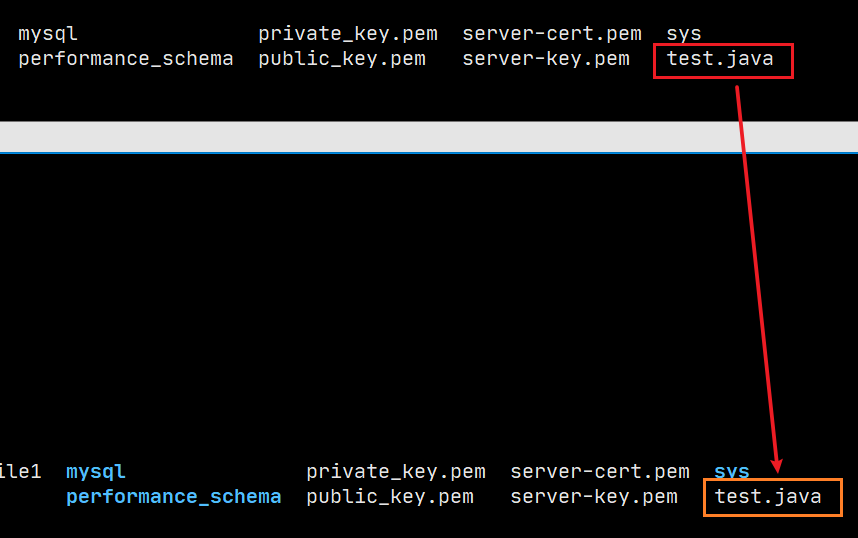 mysql private_key.pem server-cert.pem sys
performance_schema public_key.pem server-key.pem test.java
ile1 mysql private_key.pem server-cert.pem sys
performance_schema public_key.pem server-key.pem test.java